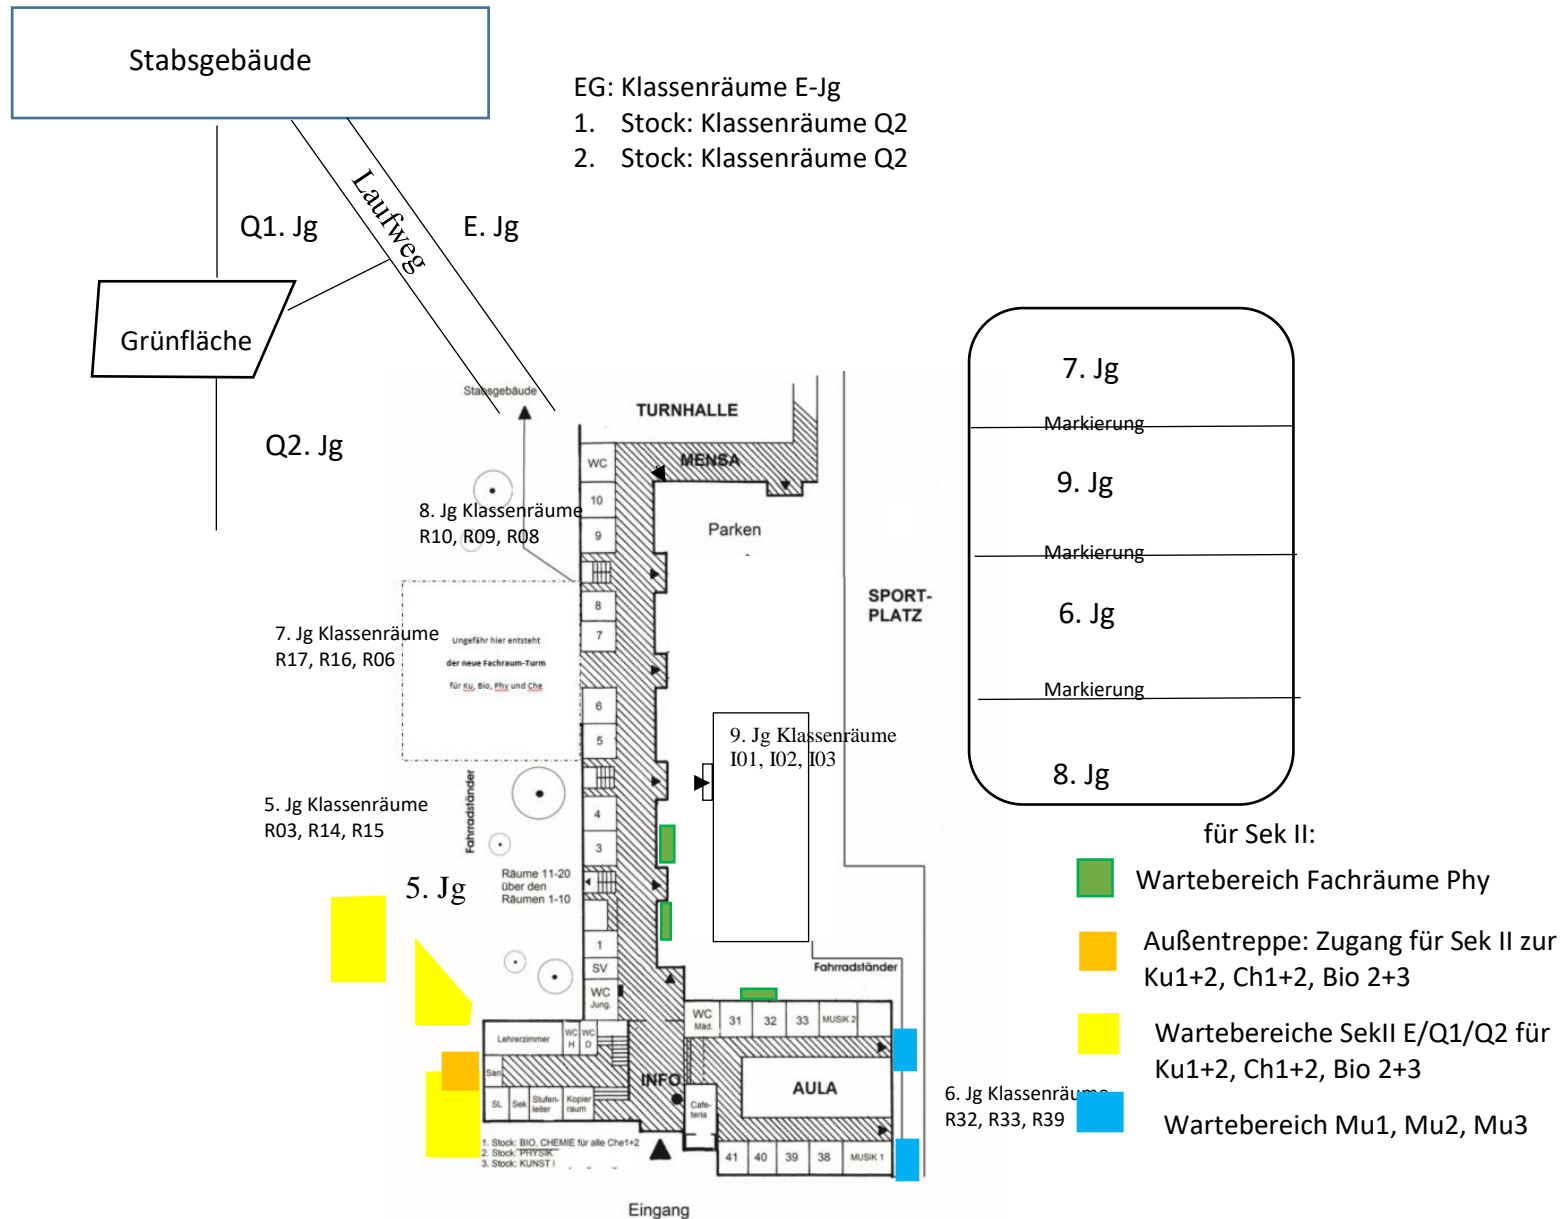 Stabsgebäude
EG: Klassenräume E-Jg
1. Stock: Klassenräume Q2
2. Stock: Klassenräume Q2
Laufweg
Q1. Jg
E. Jg
Grünfläche
Q2. Jg
Stabsgebäude
TURNHALLE
MENSA
WC
10
9
8. Jg Klassenräume
R10, R09, R08
Parken
8
7
7. Jg Klassenräume
R17, R16, R06
Ungefähr hier entsteht
der neue Fachraum-Turm
für Ku, Bio, Phy und Che
SPORT-
PLATZ
7. Jg
Markierung
9. Jg
Markierung
6. Jg
Markierung
8. Jg
6
5
9. Jg Klassenräume
I01, I02, I03
5. Jg Klassenräume
R03, R14, R15
Fahrradständer
4
3
5. Jg
Räume 11-20
über den
Räumen 1-10
1
SV
WC
Jung.
Fahrradständer
Lehrerzimmer
WC
H
WC
D
San.
SL
Sek.
Stufen-
leiter
Kopier
raum
INFO
WC
Mäd.
31
32
33
MUSIK 2
AULA
Cafe-
teria
41
40
39
38
MUSIK 1
1. Stock: BIO, CHEMIE für alle Che1+2
2. Stock: PHYSIK
3. Stock: KUNST
Eingang
6. Jg Klassenräume
R32, R33, R39
für Sek II:
Wartebereich Fachräume Phy
Außentreppe: Zugang für Sek II zur
Ku1+2, Ch1+2, Bio 2+3
Wartebereiche SekII E/Q1/Q2 für
Ku1+2, Ch1+2, Bio 2+3
Wartebereich Mu1, Mu2, Mu3